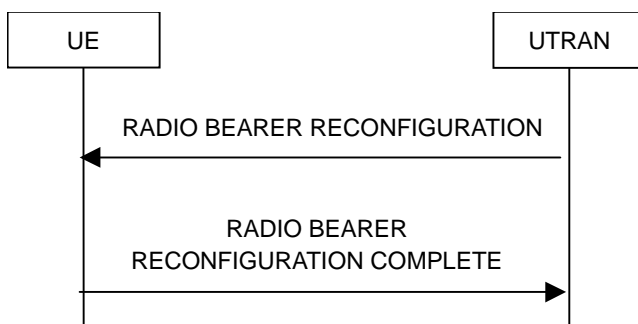 UE
UTRAN
RADIO BEARER RECONFIGURATION
RADIO BEARER
RECONFIGURATION COMPLETE